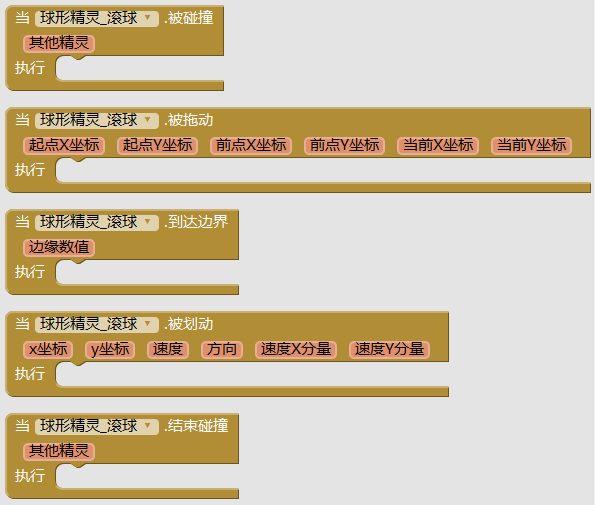 当 球形精灵_滚球 .被碰撞
其他精灵
执行
当 球形精灵_滚球 .被拖动
起点X坐标 起点Y坐标 前点X坐标 前点Y坐标 当前X坐标 当前Y坐标
执行
当 球形精灵_滚球 .到达边界
边缘数值
执行
当 球形精灵_滚球 .被划动
x坐标 y坐标 速度 方向 速度X分量 速度Y分量
执行
当 球形精灵_滚球 .结束碰撞
其他精灵
执行